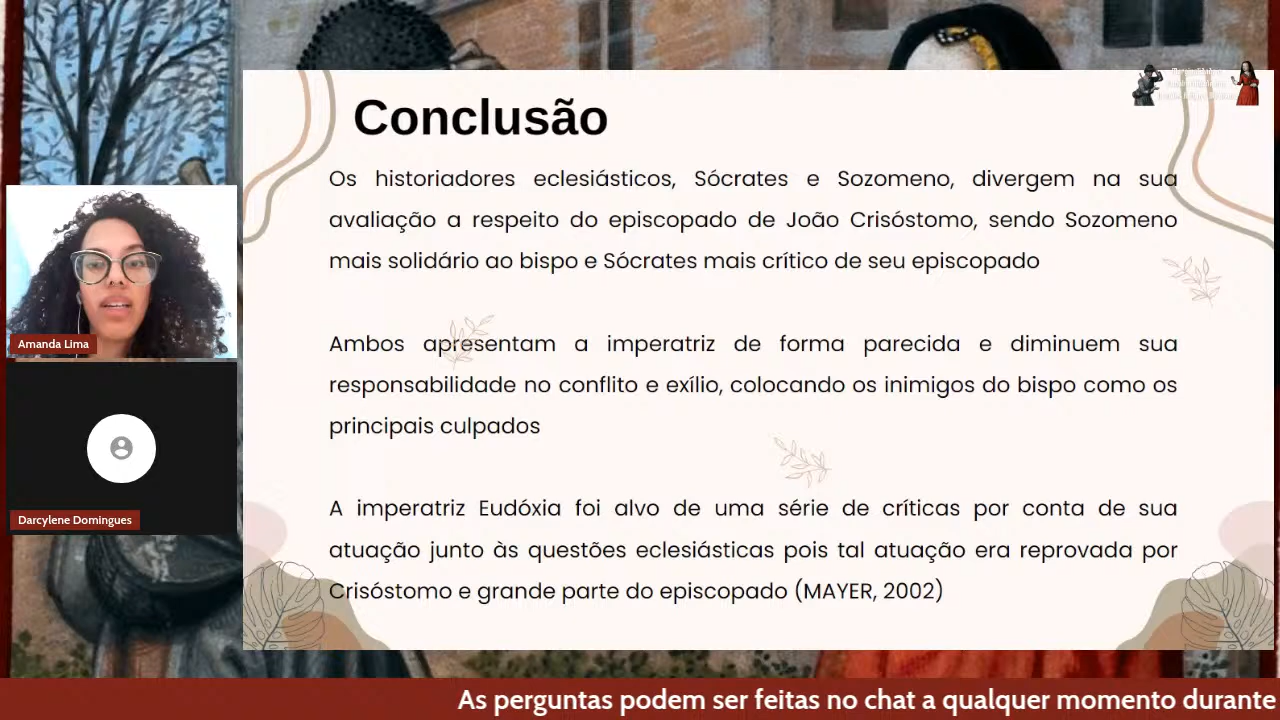 Conclusão
Os historiadores eclesiásticos, Sócrates e Sozomeno, divergem na sua
avaliação a respeito do episcopado de João Crisóstomo, sendo Sozomeno
mais solidário ao bispo e Sócrates mais crítico de seu episcopado
Ambos apresentam a imperatriz de forma parecida e diminuem sua
responsabilidade no conflito e exílio, colocando os inimigos do bispo como os
principais culpados
A imperatriz Eudóxia foi alvo de uma série de críticas por conta de sua
atuação junto às questões eclesiásticas pois tal atuação era reprovada por
Crisóstomo e grande parte do episcopado (MAYER, 2002)
Amanda Lima
Darcylene Domingues
As perguntas podem ser feitas no chat a qualquer momento durante